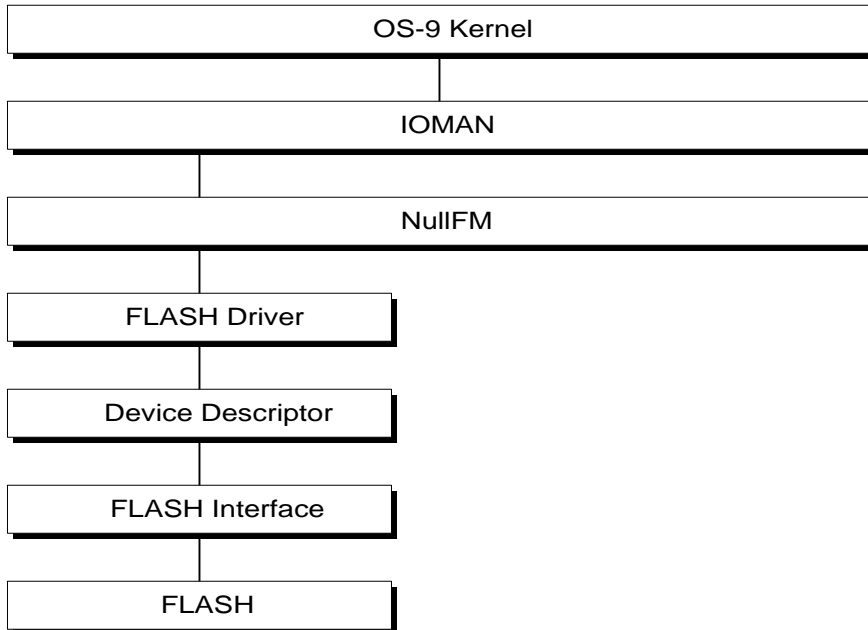 OS-9 Kernel
IOMAN
NullFM
FLASH Driver
Device Descriptor
FLASH Interface
FLASH